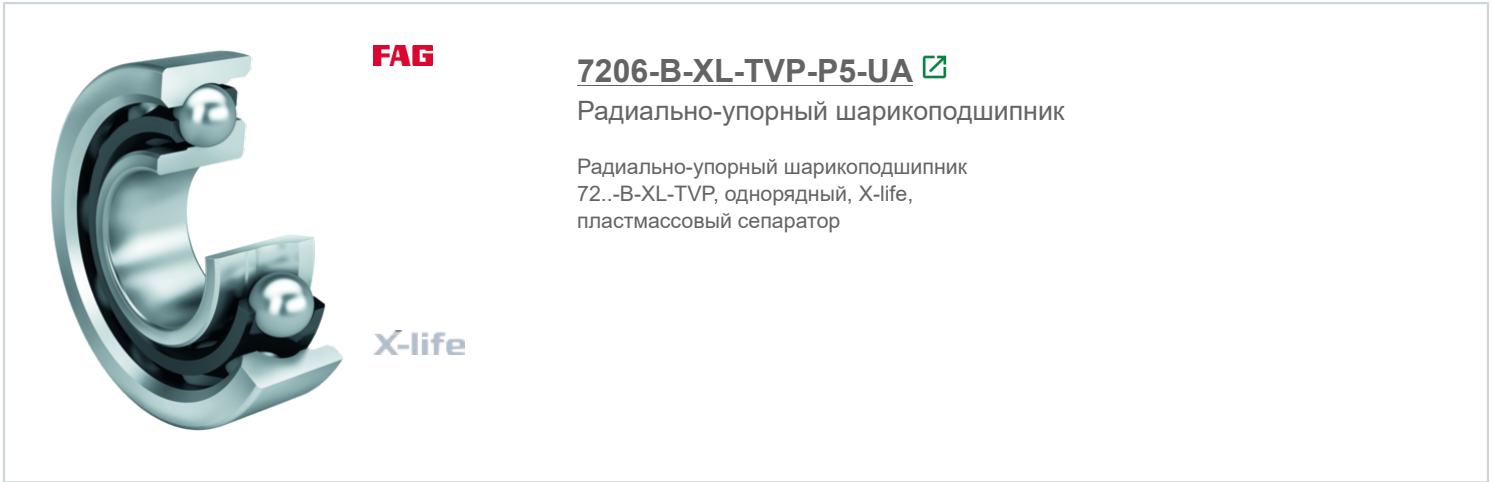 FAG
7206-B-XL-TVP-P5-UA
Радиально-упорный шарикоподшипник
Радиально-упорный шарикоподшипник
72..-B-XL-TVP, однорядный, X-life,
пластмассовый сепаратор
X-life